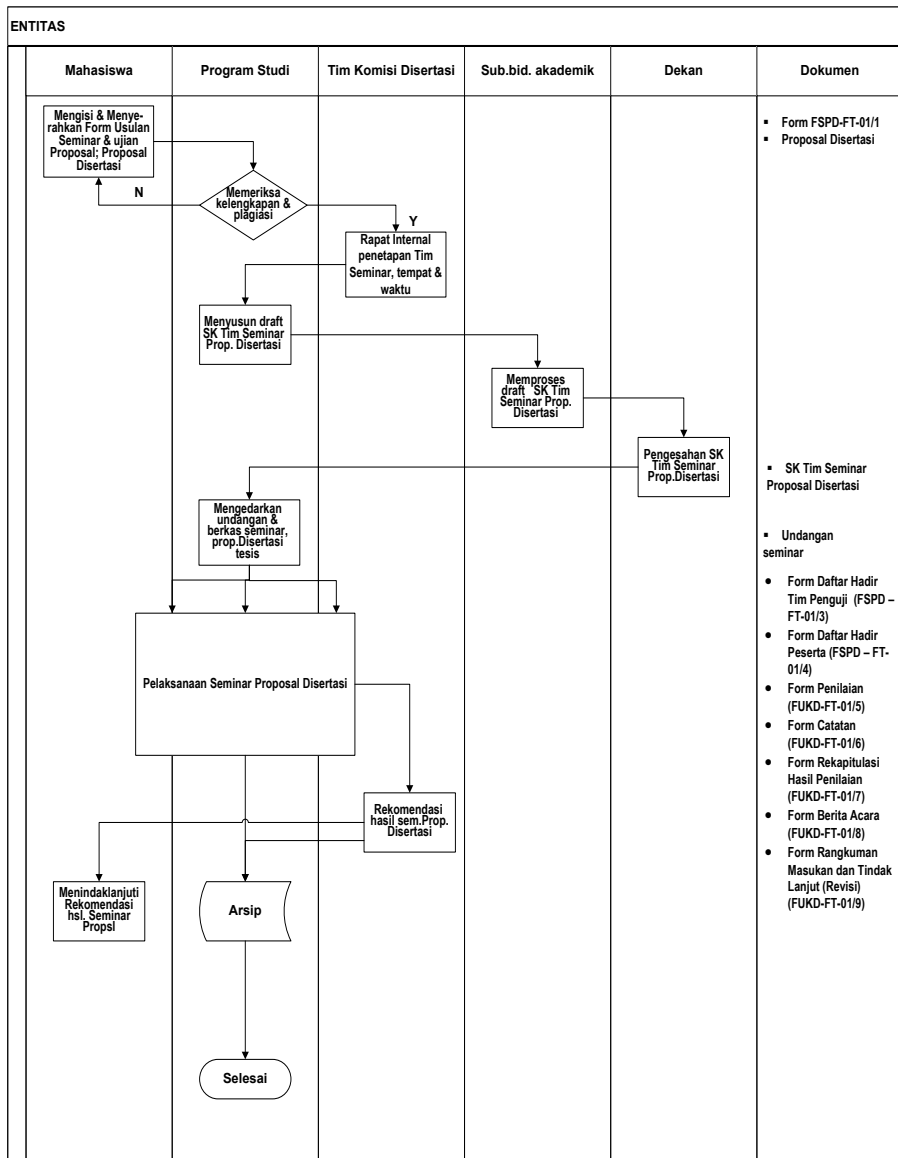 ENTITAS
Mahasiswa
Program Studi
Tim Komisi Disertasi
Sub.bid. akademik
Dekan
Dokumen
Mengisi & Menye-
rahkan Form Usulan
Seminar & ujian
Proposal; Proposal
Disertasi
▪ Form FSPD-FT-01/1
▪ Proposal Disertasi
N
Memeriksa
kelengkapan &
plagiasi
Y
Rapat Internal
penetapan Tim
Seminar, tempat &
waktu
Menyusun draft
SK Tim Seminar
Prop. Disertasi
Memproses
draft SK Tim
Seminar Prop.
Disertasi
Pengesahan SK
Tim Seminar
Prop.Disertasi
▪ SK Tim Seminar
Proposal Disertasi
Mengedarkan
undangan &
berkas seminar,
prop.Disertasi
tesis
▪ Undangan
seminar
● Form Daftar Hadir
Tim Penguji (FSPD –
FT-01/3)
● Form Daftar Hadir
Peserta (FSPD – FT-
01/4)
● Form Penilaian
(FUKD-FT-01/5)
● Form Catatan
(FUKD-FT-01/6)
● Form Rekapitulasi
Hasil Penilaian
(FUKD-FT-01/7)
● Form Berita Acara
(FUKD-FT-01/8)
● Form Rangkuman
Masukan dan Tindak
Lanjut (Revisi)
(FUKD-FT-01/9)
Pelaksanaan Seminar Proposal Disertasi
Rekomendasi
hasil sem.Prop.
Disertasi
Menindaklanjuti
Rekomendasi
hsl. Seminar
Propsl
Arsip
Selesai